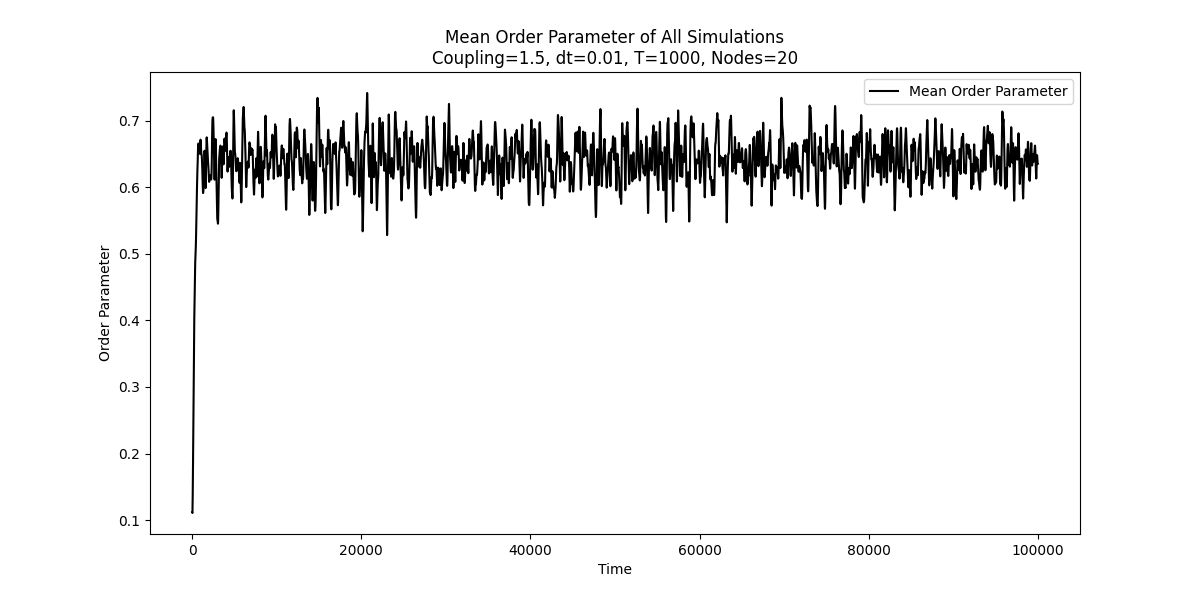 Mean Order Parameter of All Simulations
Coupling=1.5, dt=0.01, T=1000, Nodes=20
Mean Order Parameter
0.7
0.6
0.5
0.4
0.3
0.2
0.1
Order Parameter
0 20000 40000 60000 80000 100000
Time